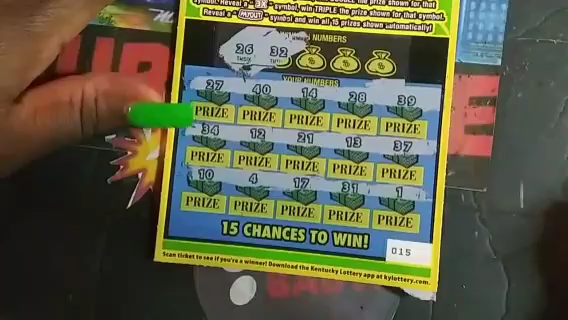 symbol. Reveal a "3X" symbol, win TRIPLE the prize shown for that symbol.
Reveal a "PAYOUT" symbol and win all 15 prizes shown automatically!
NUMBERS
26 32
YOUR NUMBERS
27 40 14 28 39
PRIZE PRIZE PRIZE PRIZE PRIZE
34 12 21 13 37
PRIZE PRIZE PRIZE PRIZE PRIZE
10 4 17 31 1
PRIZE PRIZE PRIZE PRIZE PRIZE
15 CHANCES TO WIN!
015
Scan ticket to see if you're a winner! Download the Kentucky Lottery app at kylottery.com.